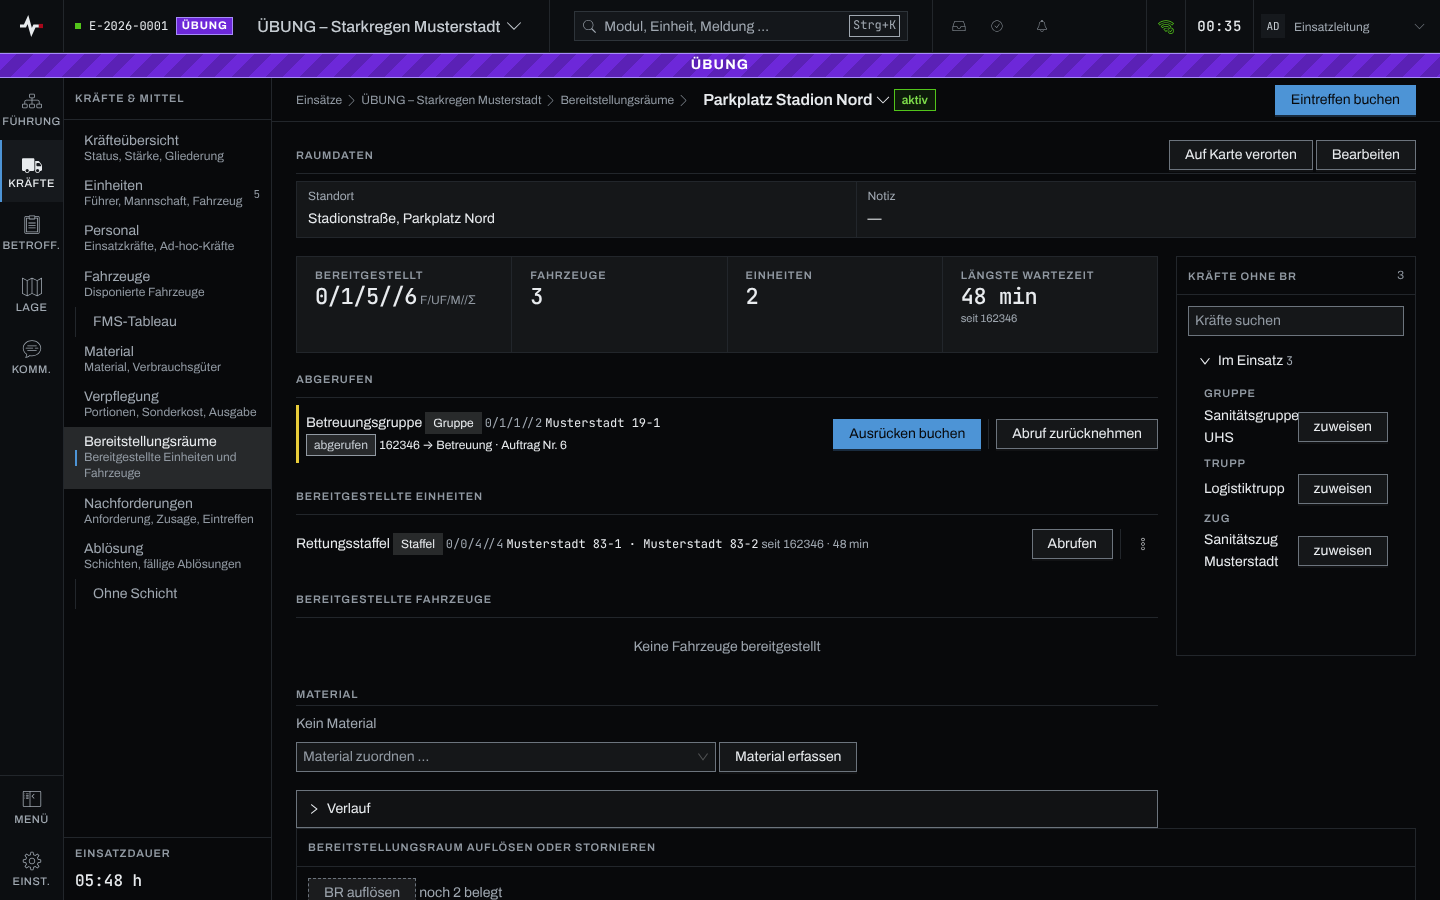 E-2026-0001 ÜBUNG ÜBUNG – Starkregen Musterstadt
Modul, Einheit, Meldung ... Strg+K
00:35
AD Einsatzleitung
ÜBUNG
FÜHRUNG
KRÄFTE
BETROFF.
LAGE
KOMM.
MENÜ
EINST.
KRÄFTE & MITTEL
Kräfteübersicht
Status, Stärke, Gliederung
Einheiten
Führer, Mannschaft, Fahrzeug 5
Personal
Einsatzkräfte, Ad-hoc-Kräfte
Fahrzeuge
Disponierte Fahrzeuge
FMS-Tableau
Material
Material, Verbrauchsgüter
Verpflegung
Portionen, Sonderkost, Ausgabe
Bereitstellungsräume
Bereitgestellte Einheiten und
Fahrzeuge
Nachforderungen
Anforderung, Zusage, Eintreffen
Ablösung
Schichten, fällige Ablösungen
Ohne Schicht
EINSATZDAUER
05:48 h
Einsätze ÜBUNG – Starkregen Musterstadt Bereitstellungsräume Parkplatz Stadion Nord aktiv
Eintreffen buchen
RAUMDATEN
Auf Karte verorten Bearbeiten
Standort
Stadionstraße, Parkplatz Nord
Notiz
—
BEREITGESTELLT
0/1/5//6 F/UF/M//Σ
FAHRZEUGE
3
EINHEITEN
2
LÄNGSTE WARTEZEIT
48 min
seit 162346
ABGERUFEN
Betreuungsgruppe Gruppe 0/1/1//2 Musterstadt 19-1
abgerufen 162346 → Betreuung · Auftrag Nr. 6
Ausrücken buchen Abruf zurücknehmen
BEREITGESTELLTE EINHEITEN
Rettungsstaffel Staffel 0/0/4//4 Musterstadt 83-1 · Musterstadt 83-2 seit 162346 · 48 min
Abrufen
BEREITGESTELLTE FAHRZEUGE
Keine Fahrzeuge bereitgestellt
MATERIAL
Kein Material
Material zuordnen ... Material erfassen
Verlauf
BEREITSTELLUNGSRAUM AUFLÖSEN ODER STORNIEREN
BR auflösen noch 2 belegt
KRÄFTE OHNE BR 3
Kräfte suchen
Im Einsatz 3
GRUPPE
Sanitätsgruppe
UHS
zuweisen
TRUPP
Logistiktrupp zuweisen
ZUG
Sanitätszug
Musterstadt
zuweisen